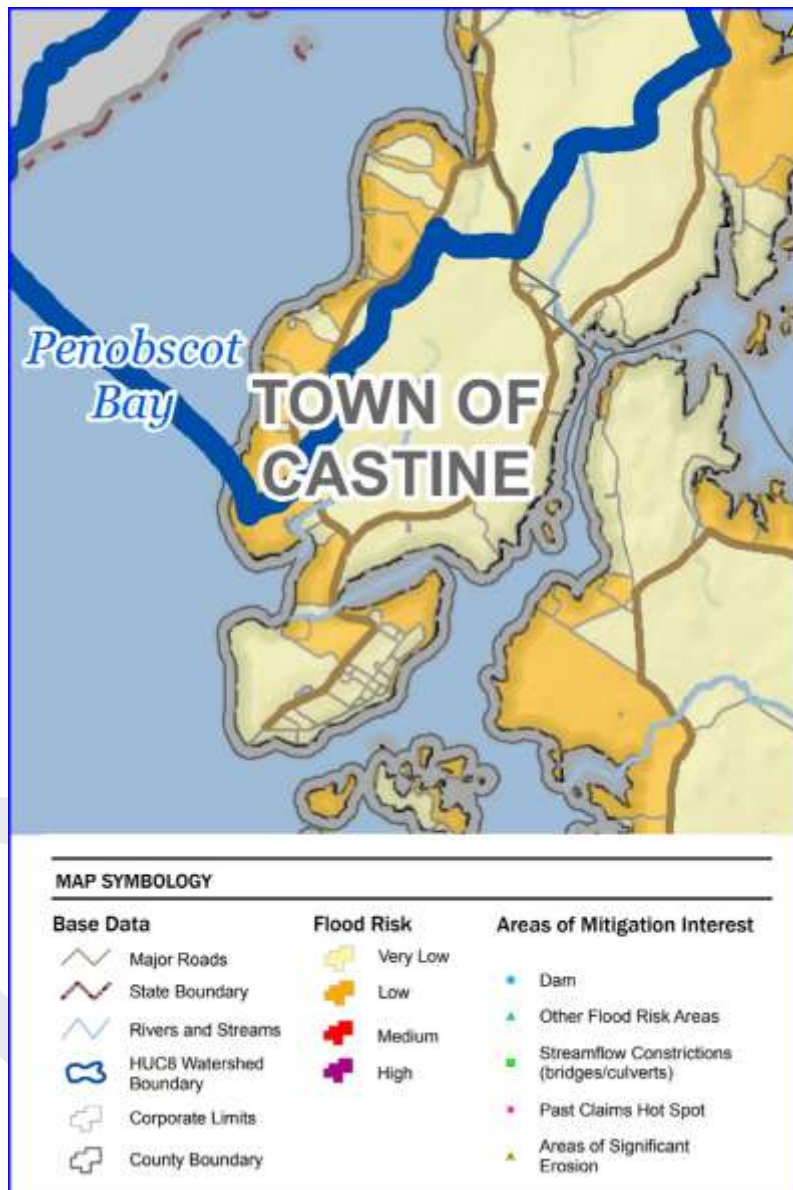 Penobscot
Bay
TOWN OF
CASTINE
MAP SYMBOLOGY
Base Data
Major Roads
State Boundary
Rivers and Streams
HUC8 Watershed
Boundary
Corporate Limits
County Boundary
Flood Risk
Very Low
Low
Medium
High
Areas of Mitigation Interest
Dam
Other Flood Risk Areas
Streamflow Constrictions
(bridges/culverts)
Past Claims Hot Spot
Areas of Significant
Erosion